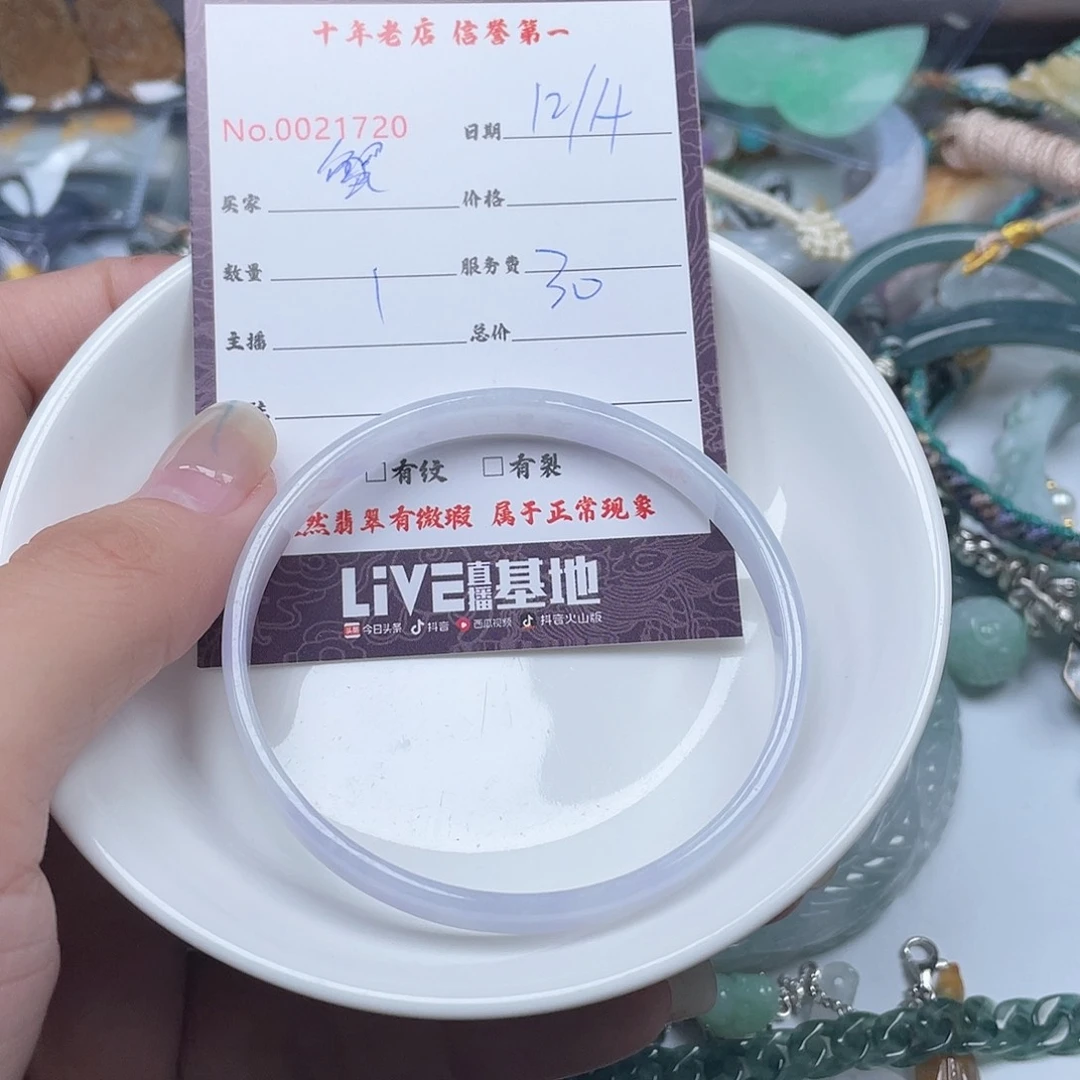 十年老店 信誉第一
No.0021720 日期 12/4
买家 蟹 价格
数量 1 服务费 30
主播 总价
□有纹 □有裂
然翡翠有微瑕 属于正常现象
LiVE直播基地
头条 今日头条 抖音 西瓜视频 抖音火山版